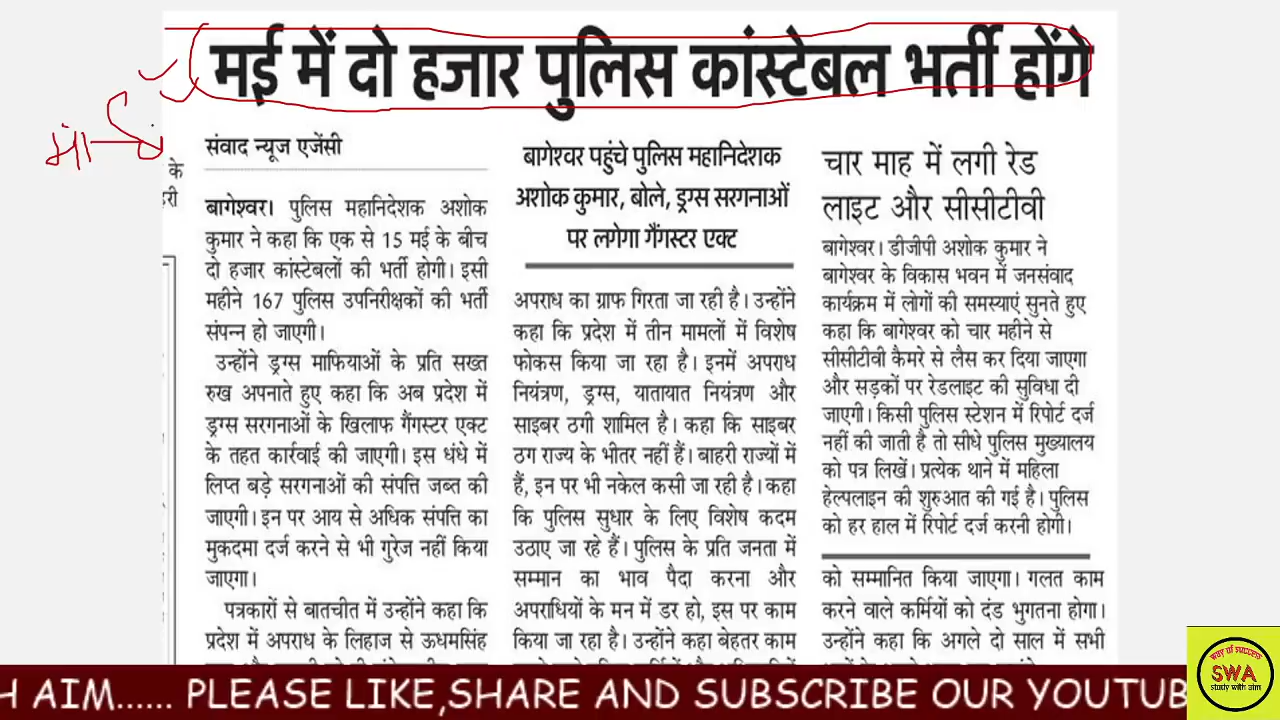 मई में दो हजार पुलिस कांस्टेबल भर्ती होंगे
संवाद न्यूज एजेंसी
बागेश्वर। पुलिस महानिदेशक अशोक
कुमार ने कहा कि एक से 15 मई के बीच
दो हजार कांस्टेबलों की भर्ती होगी। इसी
महीने 167 पुलिस उपनिरीक्षकों की भर्ती
संपन्न हो जाएगी।
उन्होंने ड्रग्स माफियाओं के प्रति सख्त
रुख अपनाते हुए कहा कि अब प्रदेश में
ड्रग्स सरगनाओं के खिलाफ गैंगस्टर एक्ट
के तहत कार्रवाई की जाएगी। इस धंधे में
लिप्त बड़े सरगनाओं की संपत्ति जब्त की
जाएगी। इन पर आय से अधिक संपत्ति का
मुकदमा दर्ज करने से भी गुरेज नहीं किया
जाएगा।
पत्रकारों से बातचीत में उन्होंने कहा कि
प्रदेश में अपराध के लिहाज से ऊधमसिंह
बागेश्वर पहुंचे पुलिस महानिदेशक
अशोक कुमार, बोले, ड्रग्स सरगनाओं
पर लगेगा गैंगस्टर एक्ट
अपराध का ग्राफ गिरता जा रही है। उन्होंने
कहा कि प्रदेश में तीन मामलों में विशेष
फोकस किया जा रहा है। इनमें अपराध
नियंत्रण, ड्रग्स, यातायात नियंत्रण और
साइबर ठगी शामिल है। कहा कि साइबर
ठग राज्य के भीतर नहीं हैं। बाहरी राज्यों में
हैं, इन पर भी नकेल कसी जा रही है। कहा
कि पुलिस सुधार के लिए विशेष कदम
उठाए जा रहे हैं। पुलिस के प्रति जनता में
सम्मान का भाव पैदा करना और
अपराधियों के मन में डर हो, इस पर काम
किया जा रहा है। उन्होंने कहा बेहतर काम
चार माह में लगी रेड
लाइट और सीसीटीवी
बागेश्वर। डीजीपी अशोक कुमार ने
बागेश्वर के विकास भवन में जनसंवाद
कार्यक्रम में लोगों की समस्याएं सुनते हुए
कहा कि बागेश्वर को चार महीने से
सीसीटीवी कैमरे से लैस कर दिया जाएगा
और सड़कों पर रेडलाइट की सुविधा दी
जाएगी। किसी पुलिस स्टेशन में रिपोर्ट दर्ज
नहीं की जाती है तो सीधे पुलिस मुख्यालय
को पत्र लिखें। प्रत्येक थाने में महिला
हेल्पलाइन की शुरुआत की गई है। पुलिस
को हर हाल में रिपोर्ट दर्ज करनी होगी।
को सम्मानित किया जाएगा। गलत काम
करने वाले कर्मियों को दंड भुगतना होगा।
उन्होंने कहा कि अगले दो साल में सभी
के
H AIM...... PLEASE LIKE,SHARE AND SUBSCRIBE OUR YOUTUB
way of success
SWA
study with aim